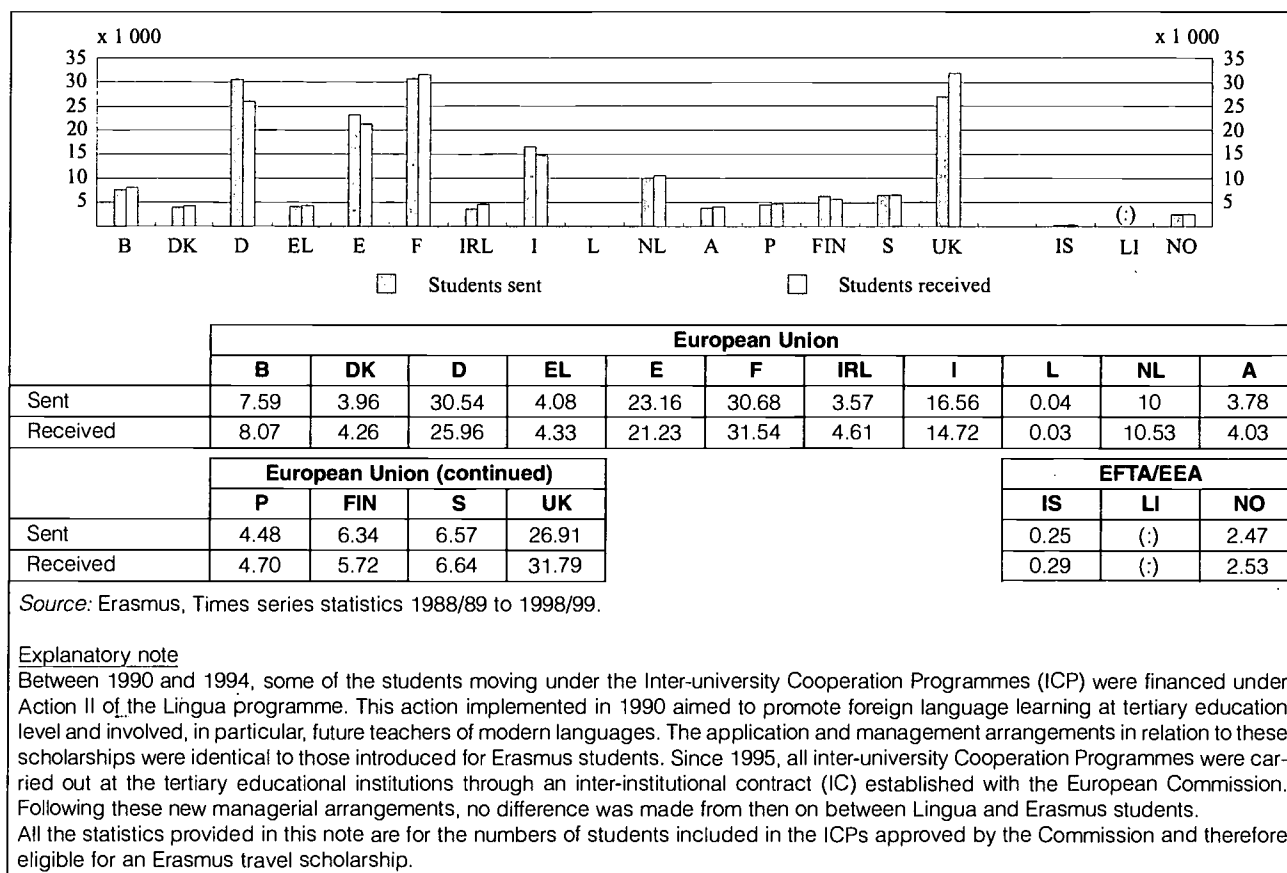 x 1 000 x 1 000
35 35
30 30
25 25
20 20
15 15
10 10
5 (:) 5
B DK D EL E F IRL I L NL A P FIN S UK IS LI NO
Students sent Students received
European Union
B DK D EL E F IRL I L NL A
Sent 7.59 3.96 30.54 4.08 23.16 30.68 3.57 16.56 0.04 10 3.78
Received 8.07 4.26 25.96 4.33 21.23 31.54 4.61 14.72 0.03 10.53 4.03
European Union (continued) EFTA/EEA
P FIN S UK IS LI NO
Sent 4.48 6.34 6.57 26.91 0.25 (:) 2.47
Received 4.70 5.72 6.64 31.79 0.29 (:) 2.53
Source: Erasmus, Times series statistics 1988/89 to 1998/99.
Explanatory note
Between 1990 and 1994, some of the students moving under the Inter-university Cooperation Programmes (ICP) were financed under
Action II of the Lingua programme. This action implemented in 1990 aimed to promote foreign language learning at tertiary education
level and involved, in particular, future teachers of modern languages. The application and management arrangements in relation to these
scholarships were identical to those introduced for Erasmus students. Since 1995, all inter-university Cooperation Programmes were car-
ried out at the tertiary educational institutions through an inter-institutional contract (IC) established with the European Commission.
Following these new managerial arrangements, no difference was made from then on between Lingua and Erasmus students.
All the statistics provided in this note are for the numbers of students included in the ICPs approved by the Commission and therefore
eligible for an Erasmus travel scholarship.